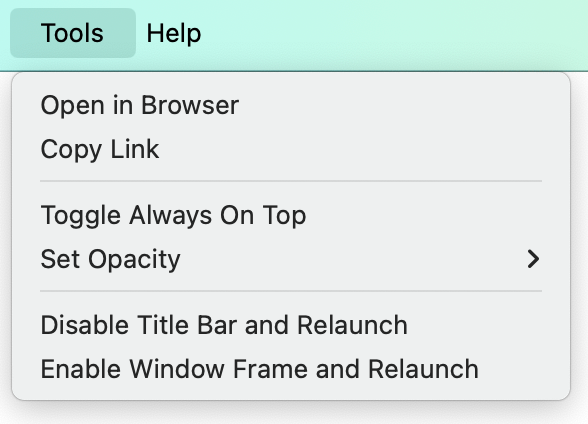 Tools Help
Open in Browser
Copy Link
Toggle Always On Top
Set Opacity
Disable Title Bar and Relaunch
Enable Window Frame and Relaunch